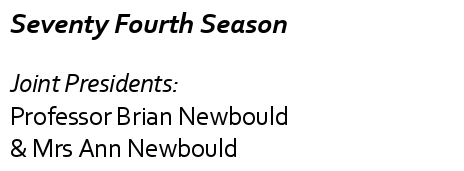 Seventy Fourth Season
Joint Presidents:
Professor Brian Newbould
& Mrs Ann Newbould